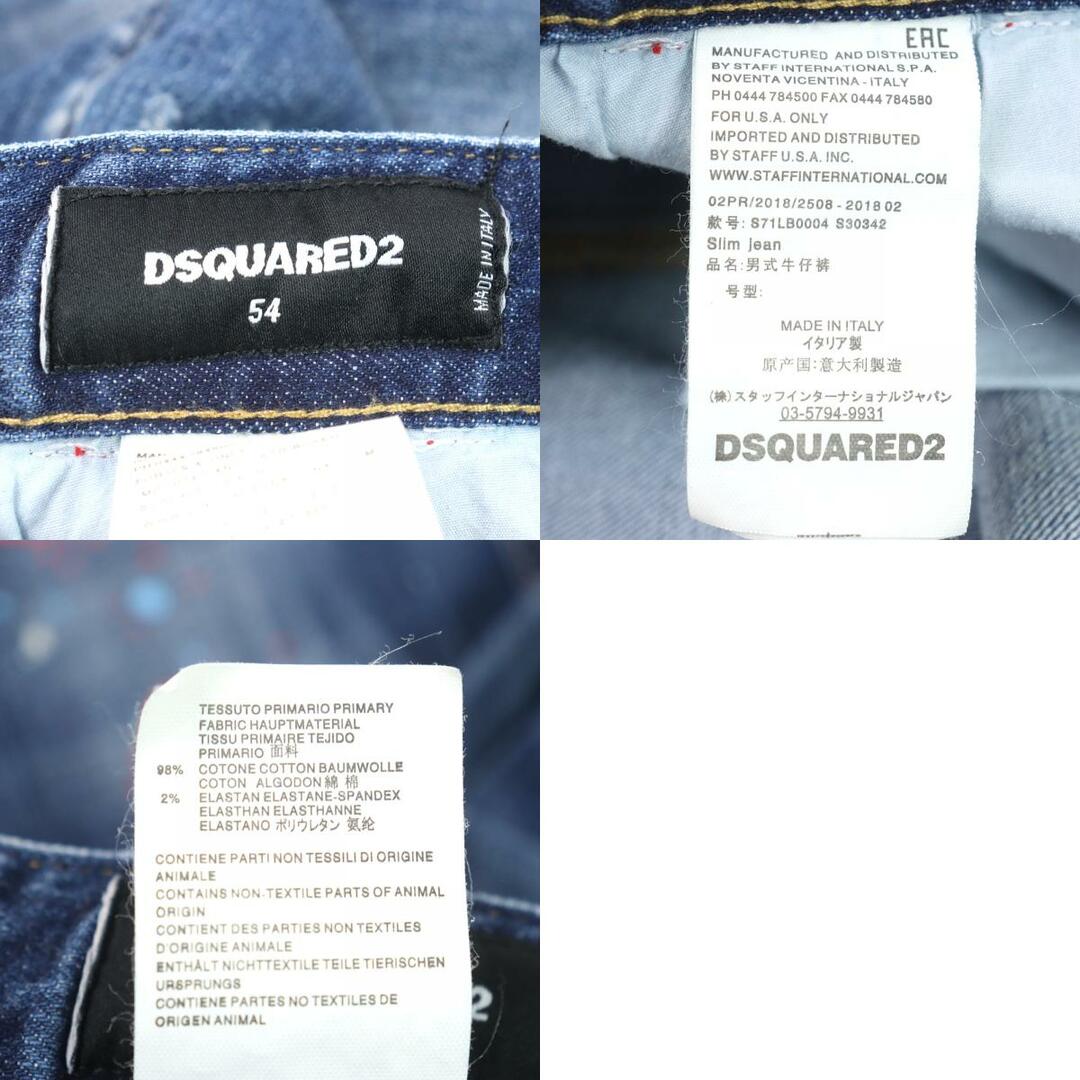 DSQUARED2
54
MADE IN ITALY
EAC
MANUFACTURED AND DISTRIBUTED
BY STAFF INTERNATIONAL S.P.A.
NOVENTA VICENTINA - ITALY
PH 0444 784500 FAX 0444 784580
FOR U.S.A. ONLY
IMPORTED AND DISTRIBUTED
BY STAFF U.S.A. INC.
WWW.STAFFINTERNATIONAL.COM
02PR/2018/2508 - 2018 02
款号: S71LB0004 S30342
Slim jean
品名: 男式牛仔裤
号型:
MADE IN ITALY
イタリア製
原产国:意大利製造
(株)スタッフインターナショナルジャパン
03-5794-9931
DSQUARED2
TESSUTO PRIMARIO PRIMARY
FABRIC HAUPTMATERIAL
TISSU PRIMAIRE TEJIDO
PRIMARIO 面料
98% COTONE COTTON BAUMWOLLE
COTON ALGODON 綿 棉
2% ELASTAN ELASTANE-SPANDEX
ELASTHAN ELASTHANNE
ELASTANO ポリウレタン 氨纶
CONTIENE PARTI NON TESSILI DI ORIGINE
ANIMALE
CONTAINS NON-TEXTILE PARTS OF ANIMAL
ORIGIN
CONTIENT DES PARTIES NON TEXTILES
D'ORIGINE ANIMALE
ENTHÄLT NICHTTEXTILE TEILE TIERISCHEN
URSPRUNGS
CONTIENE PARTES NO TEXTILES DE
ORIGEN ANIMAL
2